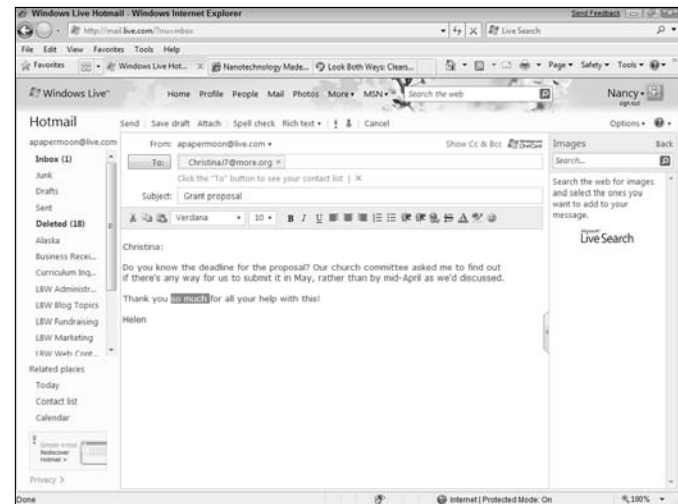 Windows Live Hotmail - Windows Internet Explorer
Send Feedback
http://mail.live.com/?rru=inbox
Live Search
File Edit View Favorites Tools Help
Favorites
Windows Live Hot...
Nanotechnology Made...
Look Both Ways: Clears...
Page Safety Tools
Windows Live™
Home Profile People Mail Photos More MSN
Search the web
Nancy
sign out
Hotmail
Send Save draft Attach Spell check Rich text ! Cancel
Options
apapermoon@live.com
From: apapermoon@live.com
Show Cc & Bcc
Images
Back
Inbox (1)
To: ChristinaJ7@more.org ×
Search...
Junk
Click the "To" button to see your contact list | X
Search the web for images
and select the ones you
want to add to your
message.
Drafts
Subject: Grant proposal
Sent
Deleted (18)
Verdana 10 B I U
Live Search
Alaska
Business Recei...
Curriculum Inq...
LBW Administr...
LBW Blog Topics
LBW Fundraising
LBW Marketing
LBW Web Cont...
Christina:
Do you know the deadline for the proposal? Our church committee asked me to find out
if there's any way for us to submit it in May, rather than by mid-April as we'd discussed.
Thank you so much for all your help with this!
Helen
Related places
Today
Contact list
Calendar
Rediscover
Hotmail >
Privacy >
Done
Internet | Protected Mode: On
100%